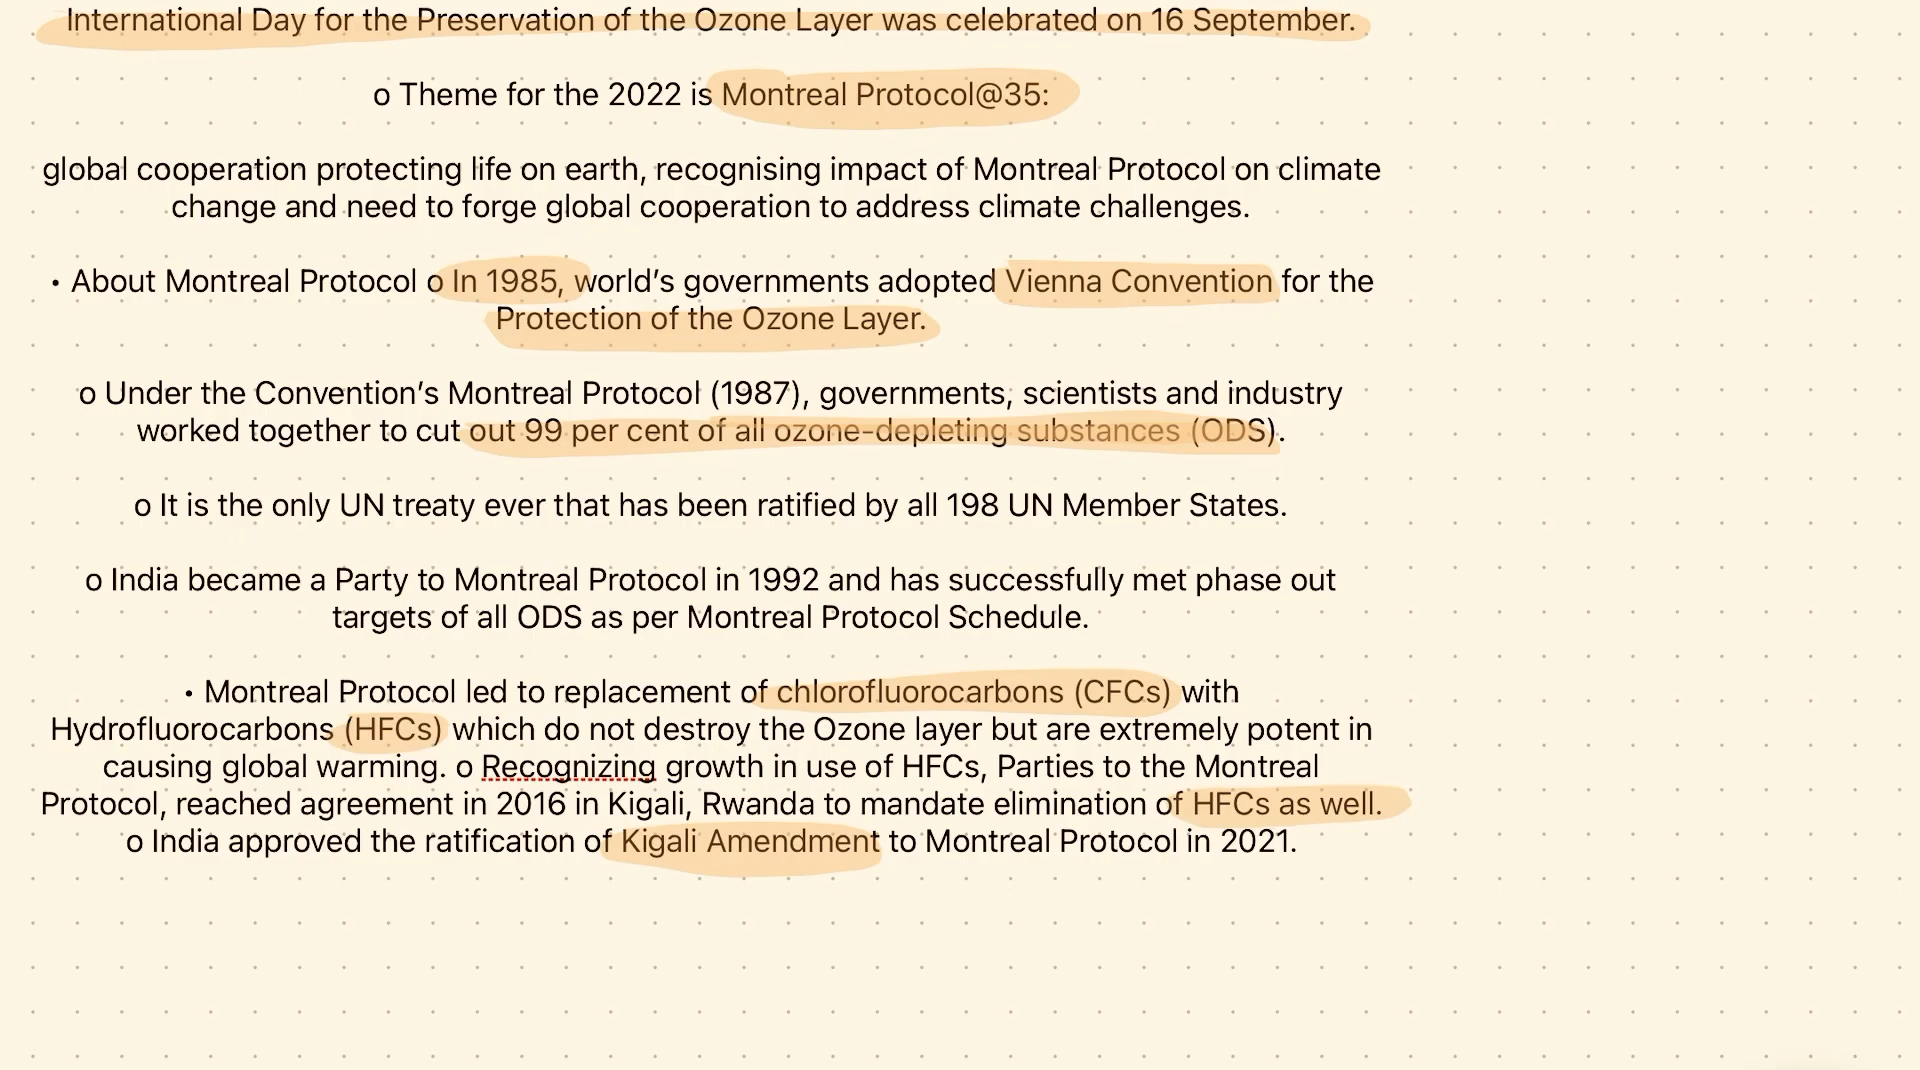 International Day for the Preservation of the Ozone Layer was celebrated on 16 September.
o Theme for the 2022 is Montreal Protocol@35:
global cooperation protecting life on earth, recognising impact of Montreal Protocol on climate
change and need to forge global cooperation to address climate challenges.
• About Montreal Protocol o In 1985, world’s governments adopted Vienna Convention for the
Protection of the Ozone Layer.
o Under the Convention’s Montreal Protocol (1987), governments, scientists and industry
worked together to cut out 99 per cent of all ozone-depleting substances (ODS).
o It is the only UN treaty ever that has been ratified by all 198 UN Member States.
o India became a Party to Montreal Protocol in 1992 and has successfully met phase out
targets of all ODS as per Montreal Protocol Schedule.
• Montreal Protocol led to replacement of chlorofluorocarbons (CFCs) with
Hydrofluorocarbons (HFCs) which do not destroy the Ozone layer but are extremely potent in
causing global warming. o Recognizing growth in use of HFCs, Parties to the Montreal
Protocol, reached agreement in 2016 in Kigali, Rwanda to mandate elimination of HFCs as well.
o India approved the ratification of Kigali Amendment to Montreal Protocol in 2021.